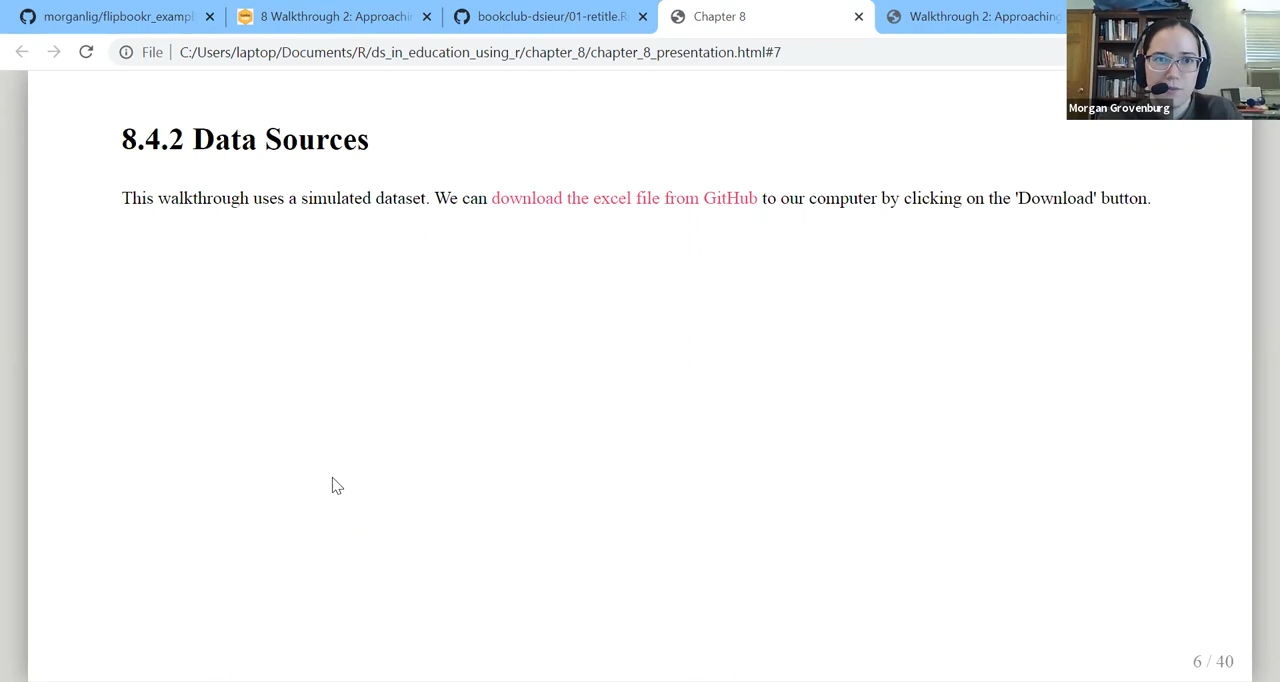 morganlig/flipbookr_exampl
8 Walkthrough 2: Approachin
bookclub-dsieur/01-retitle.R
Chapter 8
Walkthrough 2: Approaching
File | C:/Users/laptop/Documents/R/ds_in_education_using_r/chapter_8/chapter_8_presentation.html#7
Morgan Grovenburg
8.4.2 Data Sources
This walkthrough uses a simulated dataset. We can download the excel file from GitHub to our computer by clicking on the 'Download' button.
6 / 40